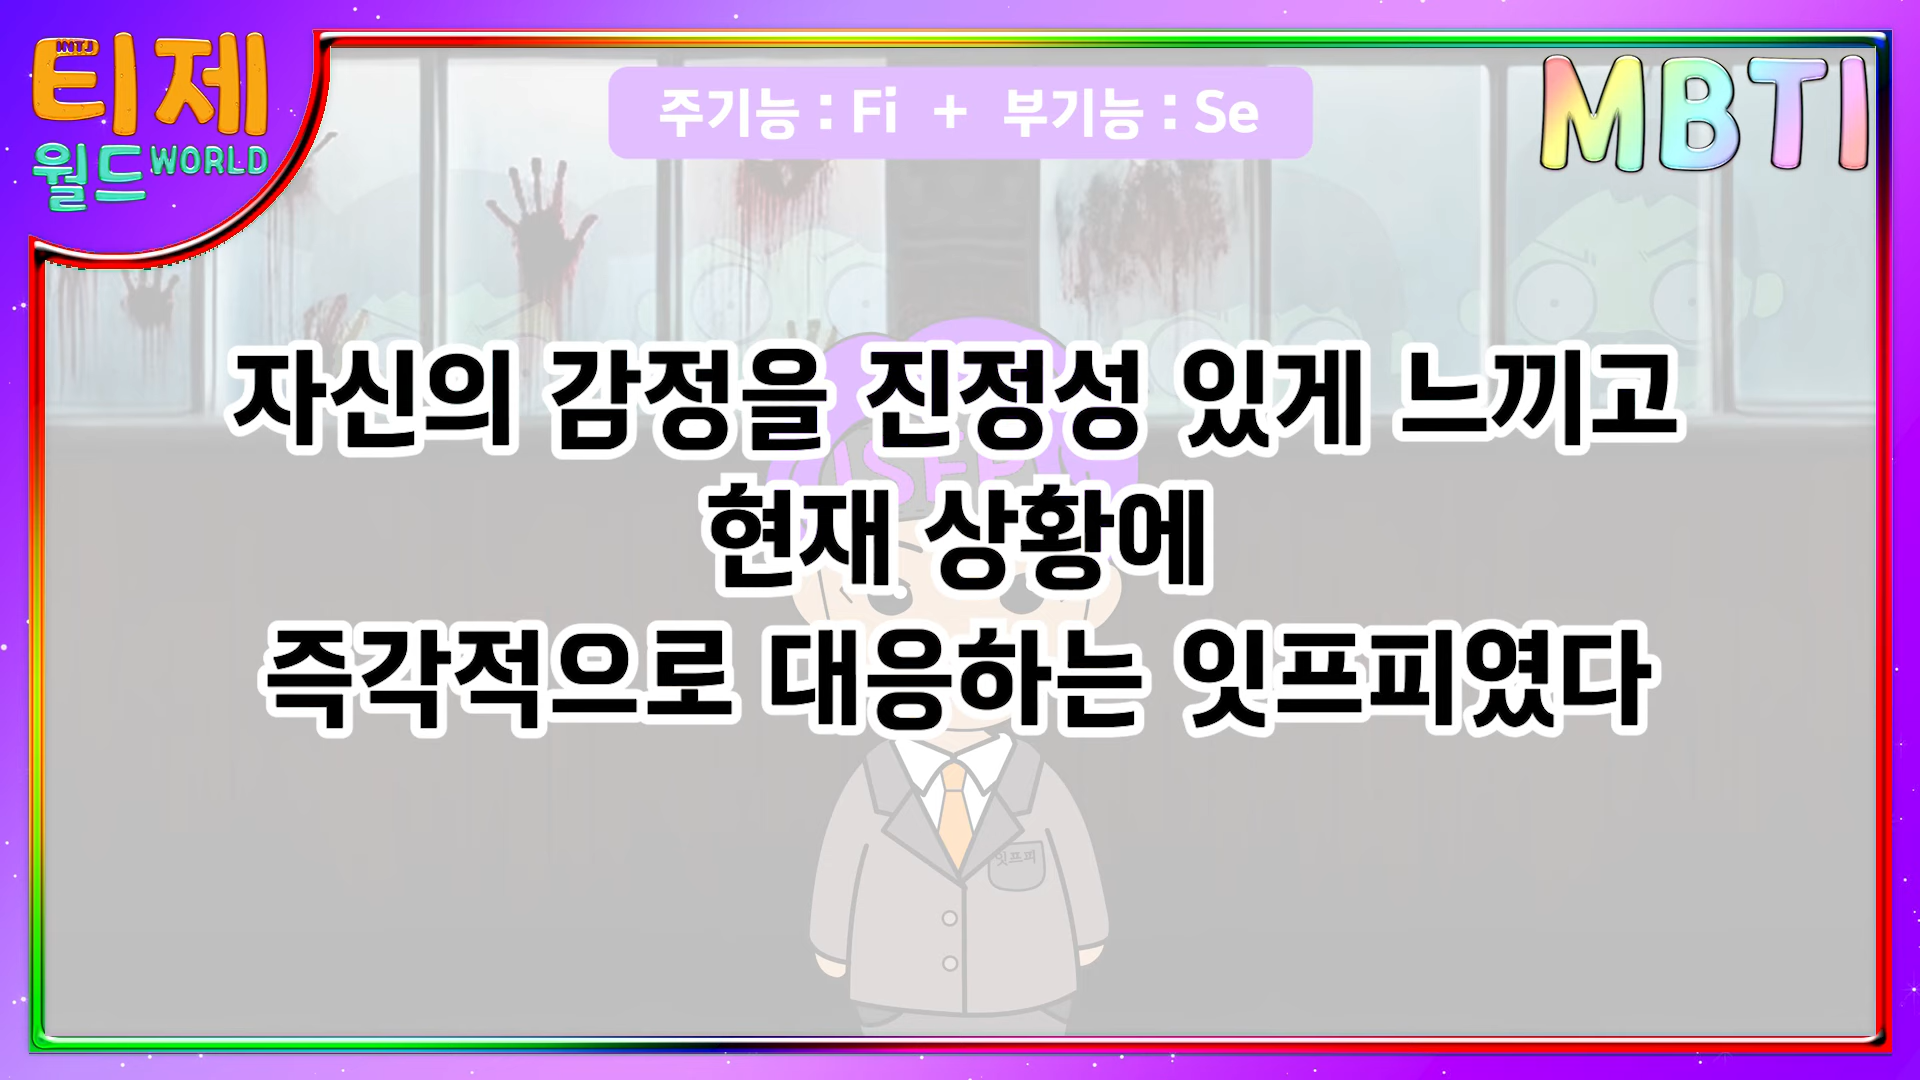 INTJ
티제
월드 WORLD
주기능 : Fi + 부기능 : Se
MBTI
자신의 감정을 진정성 있게 느끼고
현재 상황에
즉각적으로 대응하는 잇프피였다
ISFP
잇프피